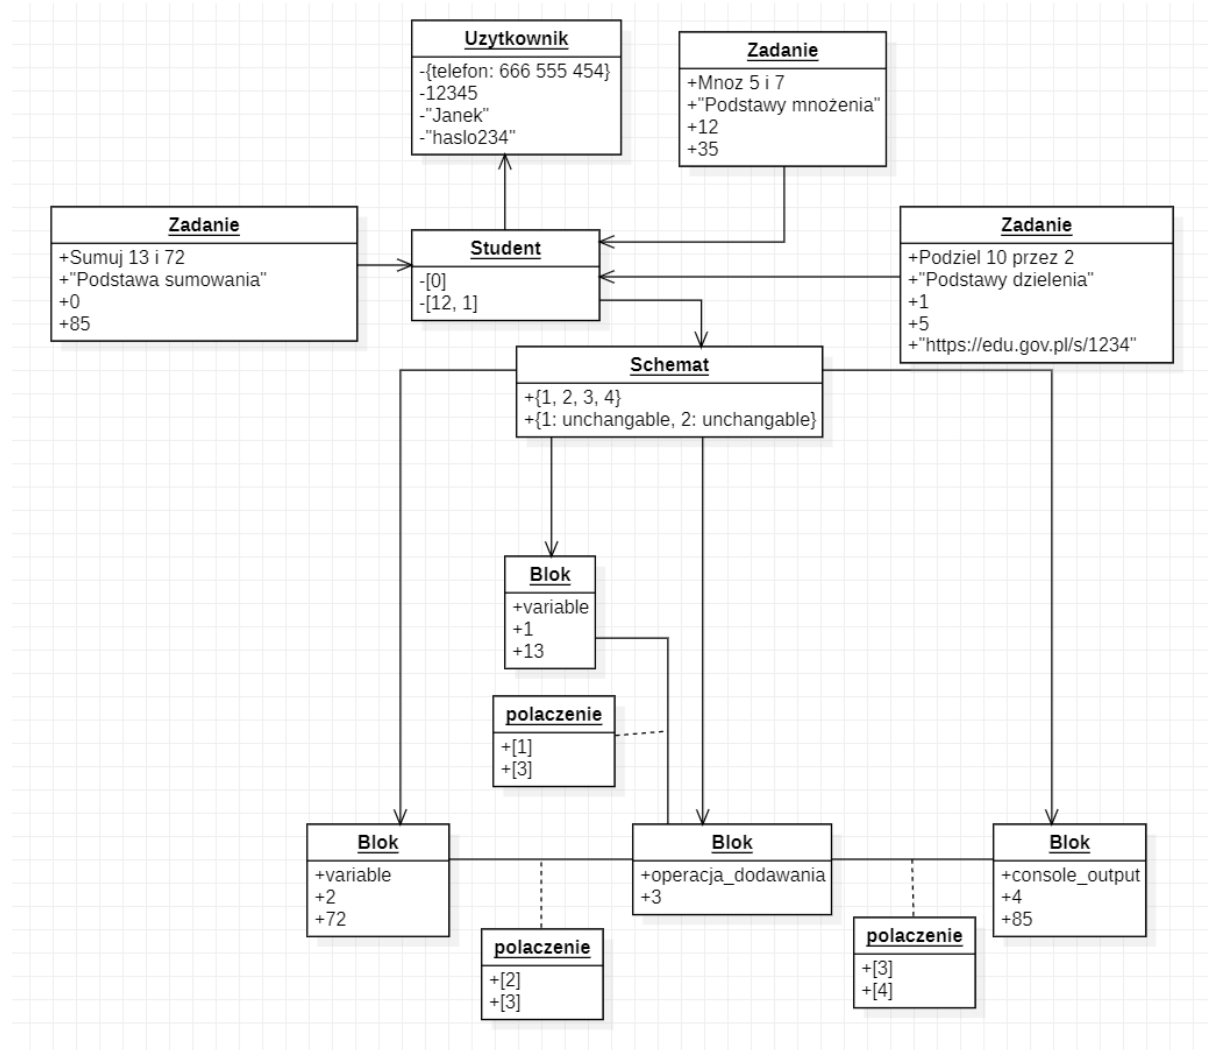 Uzytkownik
-{telefon: 666 555 454}
-12345
-"Janek"
-"haslo234"
Zadanie
+Mnoz 5 i 7
+"Podstawy mnożenia"
+12
+35
Zadanie
+Sumuj 13 i 72
+"Podstawa sumowania"
+0
+85
Student
-[0]
-[12, 1]
Zadanie
+Podziel 10 przez 2
+"Podstawy dzielenia"
+1
+5
+"https://edu.gov.pl/s/1234"
Schemat
+{1, 2, 3, 4}
+{1: unchangable, 2: unchangable}
Blok
+variable
+1
+13
polaczenie
+[1]
+[3]
Blok
+variable
+2
+72
Blok
+operacja_dodawania
+3
Blok
+console_output
+4
+85
polaczenie
+[2]
+[3]
polaczenie
+[3]
+[4]